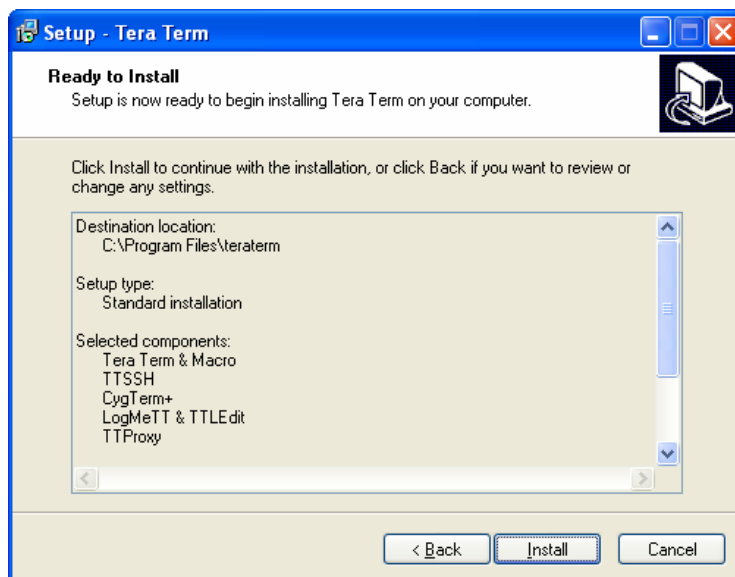 Setup - Tera Term
Ready to Install
Setup is now ready to begin installing Tera Term on your computer.
Click Install to continue with the installation, or click Back if you want to review or
change any settings.
Destination location:
C:\Program Files\teraterm
Setup type:
Standard installation
Selected components:
Tera Term & Macro
TTSSH
CygTerm+
LogMeTT & TTLEdit
TTProxy
< Back
Install
Cancel